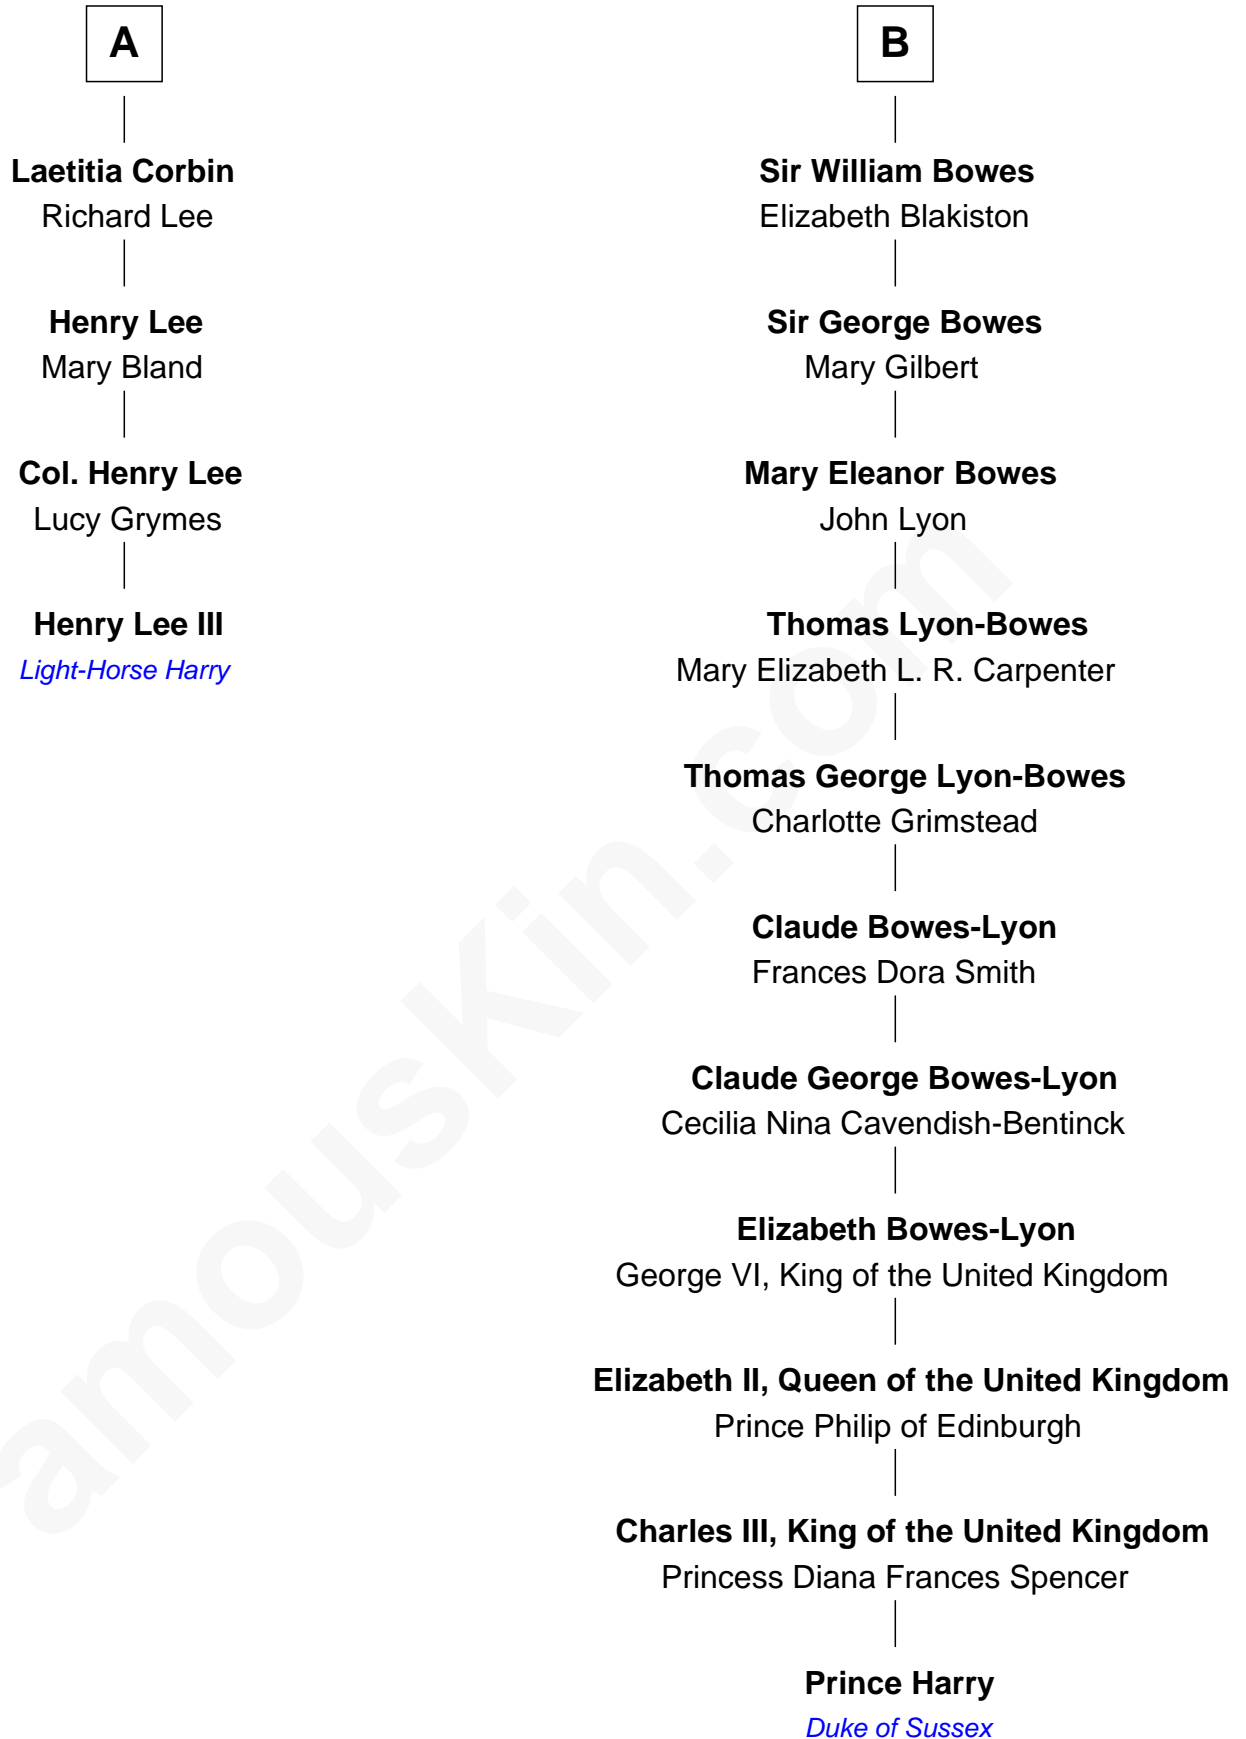 A
Laetitia Corbin
Richard Lee
Henry Lee
Mary Bland
Col. Henry Lee
Lucy Grymes
Henry Lee III
Light-Horse Harry
B
Sir William Bowes
Elizabeth Blakiston
Sir George Bowes
Mary Gilbert
Mary Eleanor Bowes
John Lyon
Thomas Lyon-Bowes
Mary Elizabeth L. R. Carpenter
Thomas George Lyon-Bowes
Charlotte Grimstead
Claude Bowes-Lyon
Frances Dora Smith
Claude George Bowes-Lyon
Cecilia Nina Cavendish-Bentinck
Elizabeth Bowes-Lyon
George VI, King of the United Kingdom
Elizabeth II, Queen of the United Kingdom
Prince Philip of Edinburgh
Charles III, King of the United Kingdom
Princess Diana Frances Spencer
Prince Harry
Duke of Sussex
amousKin.com